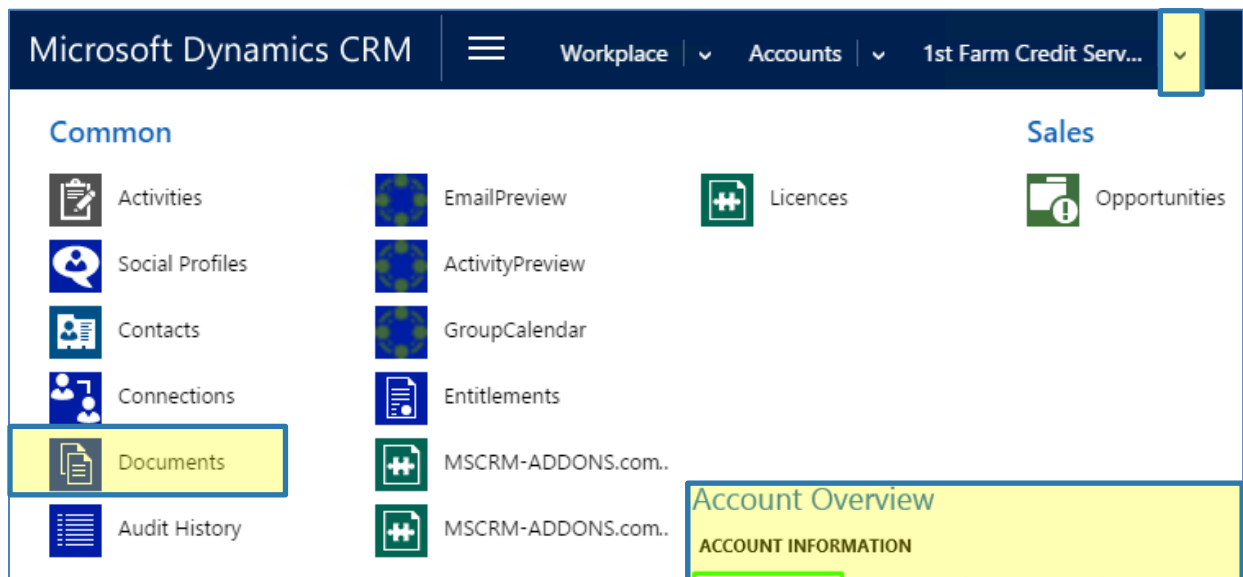 Microsoft Dynamics CRM Workplace Accounts 1st Farm Credit Serv...
Common Sales
Activities EmailPreview Licences Opportunities
Social Profiles ActivityPreview
Contacts GroupCalendar
Connections Entitlements
Documents MSCRM-ADDONS.com..
Audit History MSCRM-ADDONS.com..
Account Overview
ACCOUNT INFORMATION